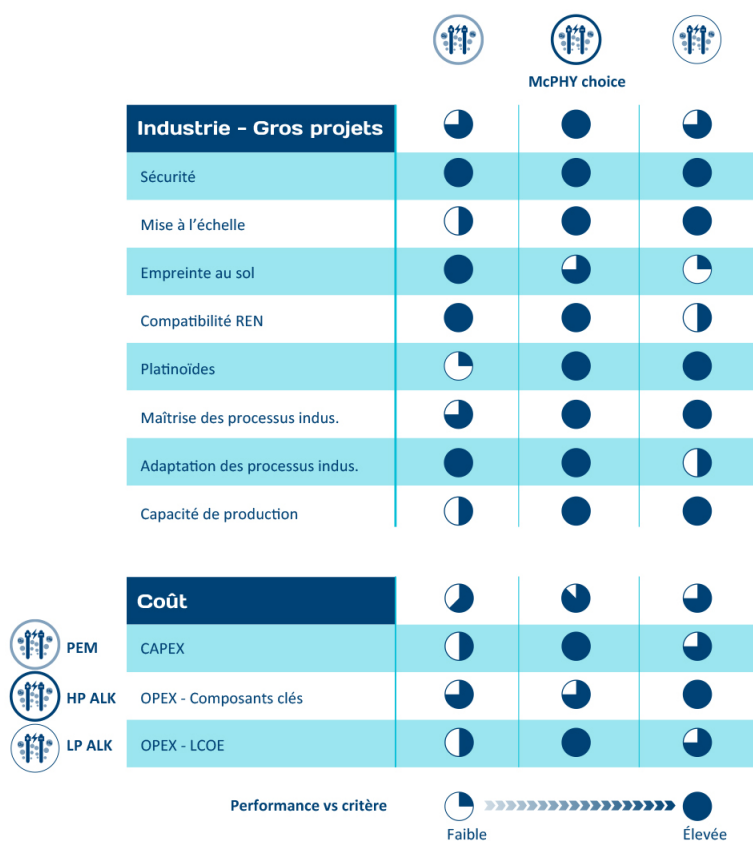 McPHY choice
Industrie - Gros projets
Sécurité
Mise à l'échelle
Empreinte au sol
Compatibilité REN
Platinoïdes
Maîtrise des processus indus.
Adaptation des processus indus.
Capacité de production
Coût
PEM CAPEX
HP ALK OPEX - Composants clés
LP ALK OPEX - LCOE
Performance vs critère
Faible Élevée